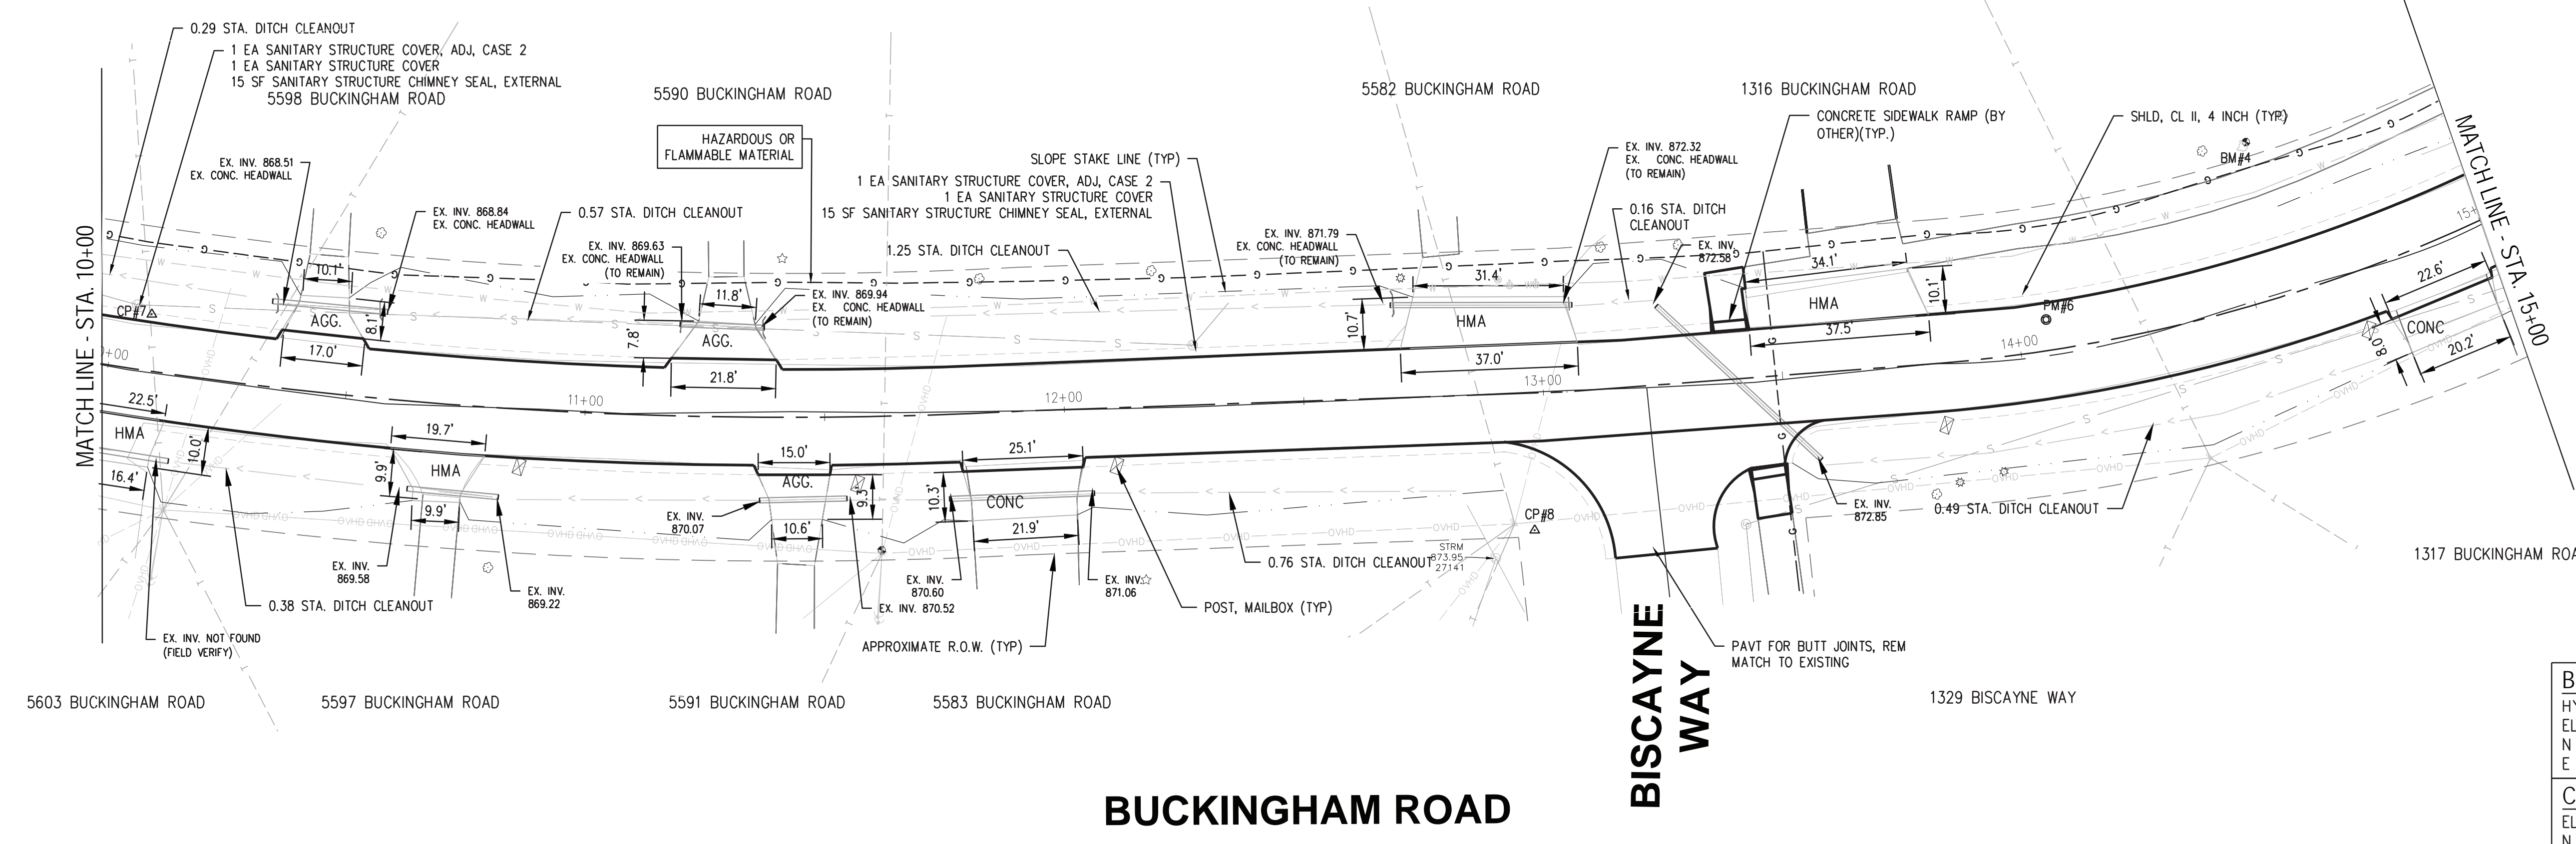 0.29 STA. DITCH CLEANOUT
1 EA SANITARY STRUCTURE COVER, ADJ, CASE 2
1 EA SANITARY STRUCTURE COVER
15 SF SANITARY STRUCTURE CHIMNEY SEAL, EXTERNAL
5598 BUCKINGHAM ROAD
5590 BUCKINGHAM ROAD
5582 BUCKINGHAM ROAD
1316 BUCKINGHAM ROAD
HAZARDOUS OR
FLAMMABLE MATERIAL
CONCRETE SIDEWALK RAMP (BY
OTHER)(TYP.)
SHLD, CL II, 4 INCH (TYP.)
MATCH LINE - STA. 15+00
BM#4
EX. INV. 868.51
EX. CONC. HEADWALL
SLOPE STAKE LINE (TYP)
1 EA SANITARY STRUCTURE COVER, ADJ, CASE 2
1 EA SANITARY STRUCTURE COVER
15 SF SANITARY STRUCTURE CHIMNEY SEAL, EXTERNAL
EX. INV. 872.32
EX. CONC. HEADWALL
(TO REMAIN)
EX. INV. 868.84
EX. CONC. HEADWALL
0.57 STA. DITCH CLEANOUT
0.16 STA. DITCH
CLEANOUT
EX. INV. 869.63
EX. CONC. HEADWALL
(TO REMAIN)
1.25 STA. DITCH CLEANOUT
EX. INV. 871.79
EX. CONC. HEADWALL
(TO REMAIN)
EX. INV.
872.58
MATCH LINE - STA. 10+00
10.1'
11.8'
31.4'
34.1'
22.6'
EX. INV. 869.94
EX. CONC. HEADWALL
(TO REMAIN)
CP#7
AGG.
8.1'
7.8'
AGG.
10.7'
HMA
HMA
10.1'
PM#6
CONC
8.0'
20.2'
17.0'
21.8'
37.0'
37.5'
11+00
12+00
13+00
14+00
15+
22.5'
HMA
10.0'
16.4'
19.7'
HMA
9.9'
9.9'
15.0'
AGG.
9.3'
10.6'
25.1'
CONC
10.3'
21.9'
EX. INV.
870.07
CP#8
EX. INV.
872.85
0.49 STA. DITCH CLEANOUT
STRM
873.95
27141
1317 BUCKINGHAM ROA
EX. INV.
869.58
EX. INV.
869.22
EX. INV.
870.60
EX. INV. 870.52
EX. INV.
871.06
0.76 STA. DITCH CLEANOUT
0.38 STA. DITCH CLEANOUT
POST, MAILBOX (TYP)
EX. INV. NOT FOUND
(FIELD VERIFY)
APPROXIMATE R.O.W. (TYP)
PAVT FOR BUTT JOINTS, REM
MATCH TO EXISTING
5603 BUCKINGHAM ROAD
5597 BUCKINGHAM ROAD
5591 BUCKINGHAM ROAD
5583 BUCKINGHAM ROAD
BISCAYNE
WAY
1329 BISCAYNE WAY
BUCKINGHAM ROAD
B
HY
EL
N
E
C
EL
N